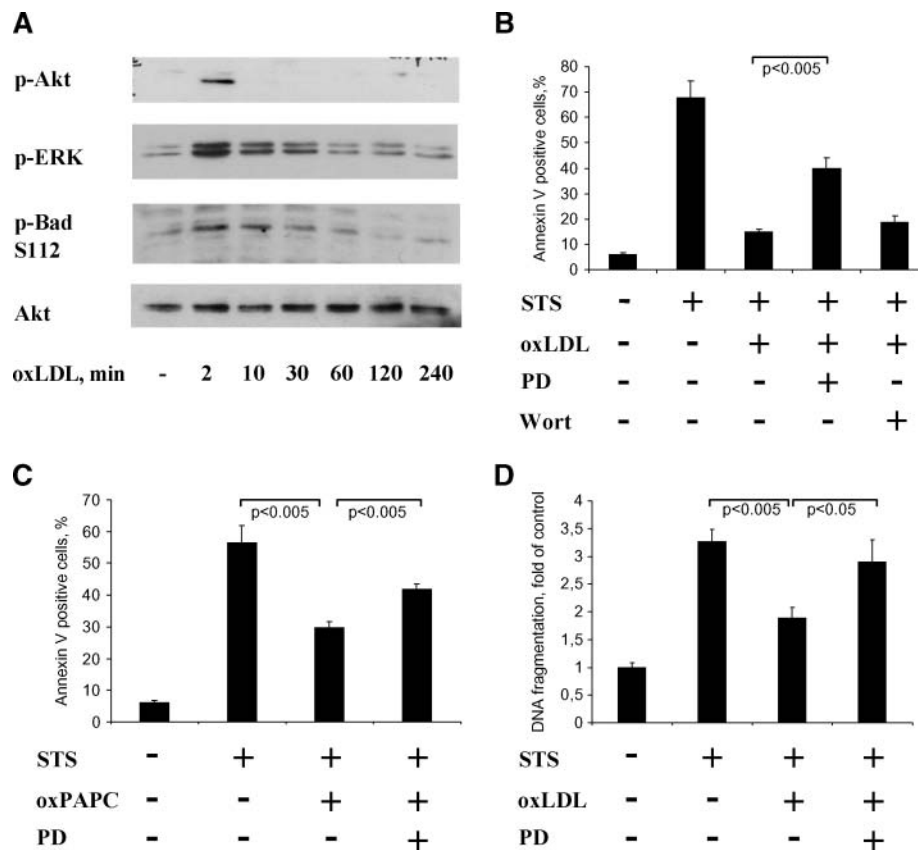 A
p-Akt
p-ERK
p-Bad
S112
Akt
oxLDL, min - 2 10 30 60 120 240
B
p<0.005
80
70
60
50
40
30
20
10
0
Annexin V positive cells,%
STS - + + + +
oxLDL - - + + +
PD - - - + -
Wort - - - - +
C
p<0.005 p<0.005
70
60
50
40
30
20
10
0
Annexin V positive cells, %
STS - + + +
oxPAPC - - + +
PD - - - +
D
p<0.005 p<0.05
4
3,5
3
2,5
2
1,5
1
0,5
0
DNA fragmentation, fold of control
STS - + + +
oxLDL - - + +
PD - - - +